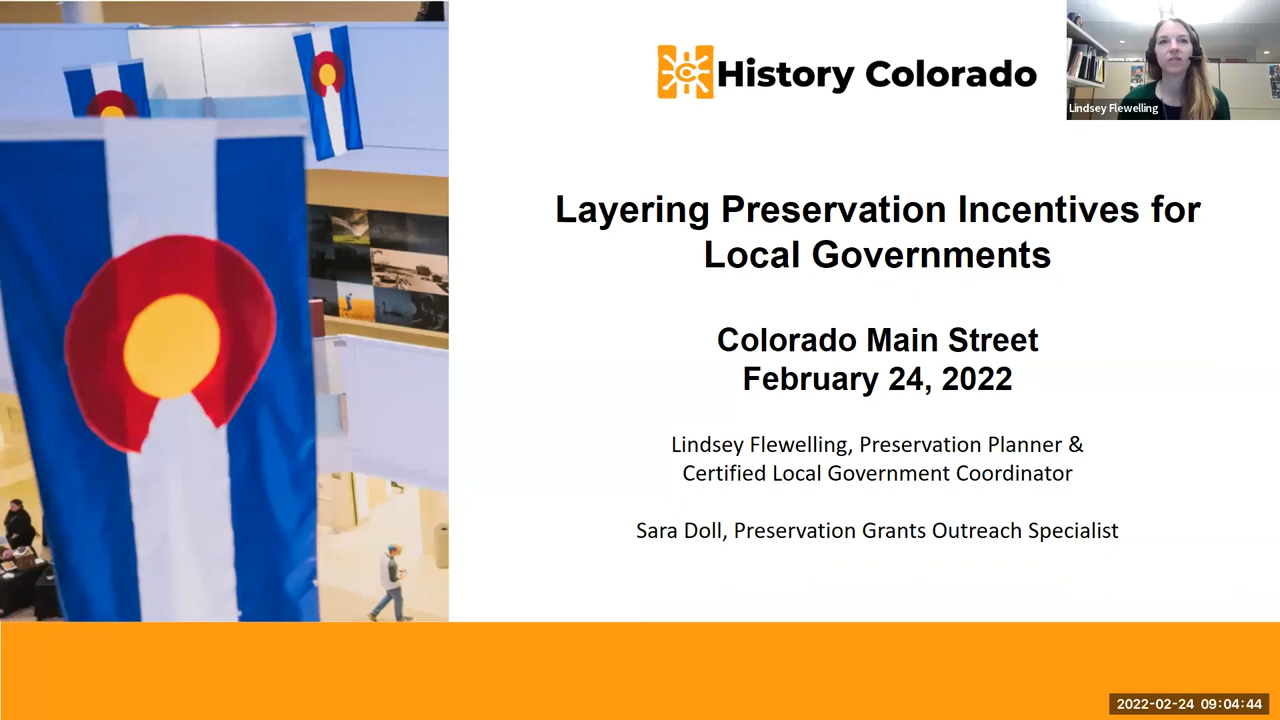 History Colorado
Lindsey Flewelling
Layering Preservation Incentives for
Local Governments
Colorado Main Street
February 24, 2022
Lindsey Flewelling, Preservation Planner &
Certified Local Government Coordinator
Sara Doll, Preservation Grants Outreach Specialist
2022-02-24 09:04:44